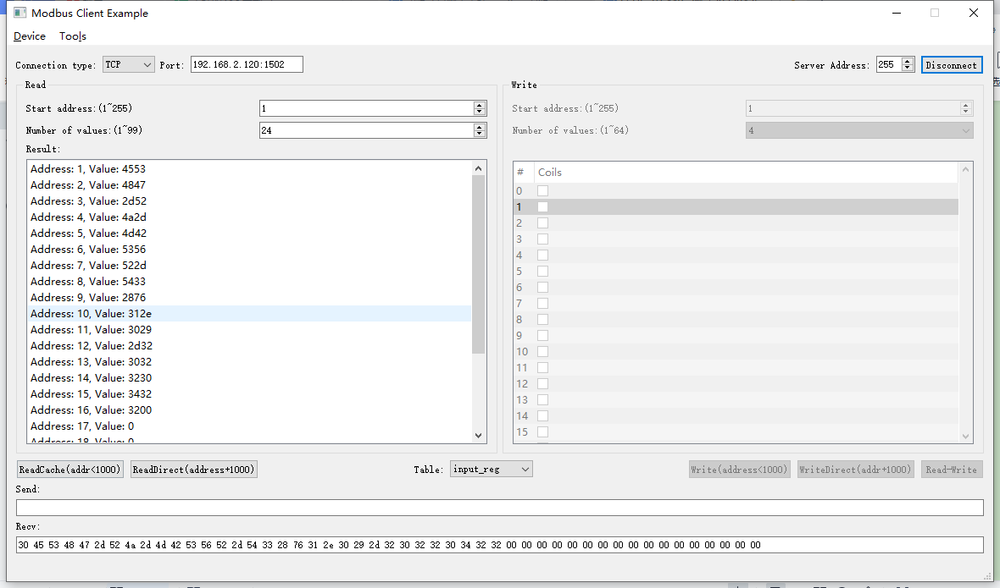 Modbus Client Example
Device Tools
Connection type: TCP Port: 192.168.2.120:1502 Server Address: 255 Disconnect
Read
Start address:(1~255) 1
Number of values:(1~99) 24
Result:
Address: 1, Value: 4553
Address: 2, Value: 4847
Address: 3, Value: 2d52
Address: 4, Value: 4a2d
Address: 5, Value: 4d42
Address: 6, Value: 5356
Address: 7, Value: 522d
Address: 8, Value: 5433
Address: 9, Value: 2876
Address: 10, Value: 312e
Address: 11, Value: 3029
Address: 12, Value: 2d32
Address: 13, Value: 3032
Address: 14, Value: 3230
Address: 15, Value: 3432
Address: 16, Value: 3200
Address: 17, Value: 0
Address: 18, Value: 0
Write
Start address:(1~255) 1
Number of values:(1~64) 4
# Coils
0
1
2
3
4
5
6
7
8
9
10
11
12
13
14
15
ReadCache(addr<1000) ReadDirect(address+1000) Table: input_reg Write(address<1000) WriteDirect(addr+1000) Read-Write
Send:
Recv:
30 45 53 48 47 2d 52 4a 2d 4d 42 53 56 52 2d 54 33 28 76 31 2e 30 29 2d 32 30 32 32 30 34 32 32 00 00 00 00 00 00 00 00 00 00 00 00 00 00 00 00 00